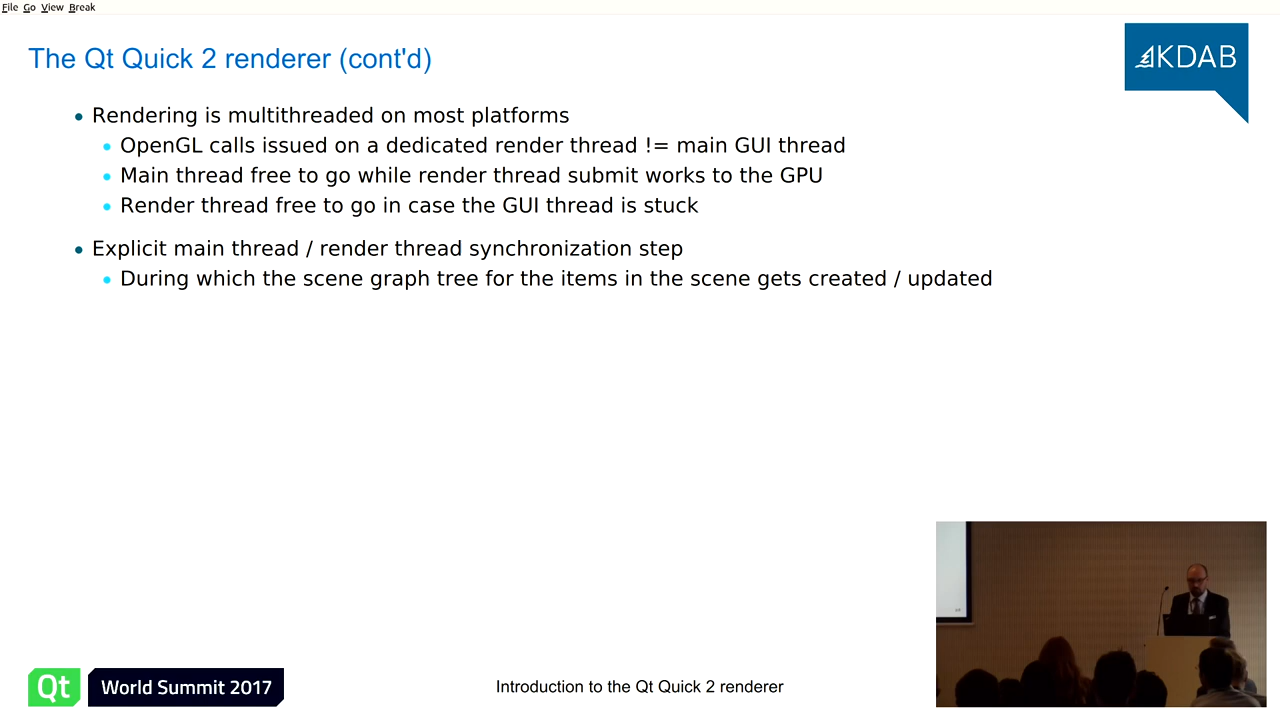 File Go View Break
The Qt Quick 2 renderer (cont'd)
KDAB
Rendering is multithreaded on most platforms
OpenGL calls issued on a dedicated render thread != main GUI thread
Main thread free to go while render thread submit works to the GPU
Render thread free to go in case the GUI thread is stuck
Explicit main thread / render thread synchronization step
During which the scene graph tree for the items in the scene gets created / updated
Qt World Summit 2017
Introduction to the Qt Quick 2 renderer